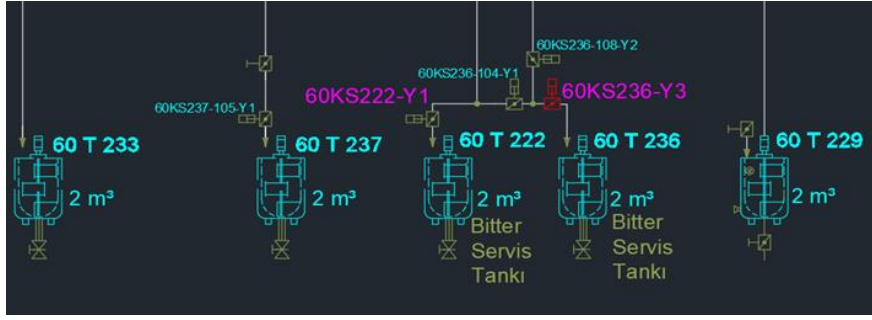 60KS236-108-Y2
60KS236-104-Y1
60KS222-Y1
60KS236-Y3
60KS237-105-Y1
60 T 233
60 T 237
60 T 222
60 T 236
60 T 229
2 m³
2 m³
2 m³
2 m³
2 m³
Bitter
Servis
Tankı
Bitter
Servis
Tankı